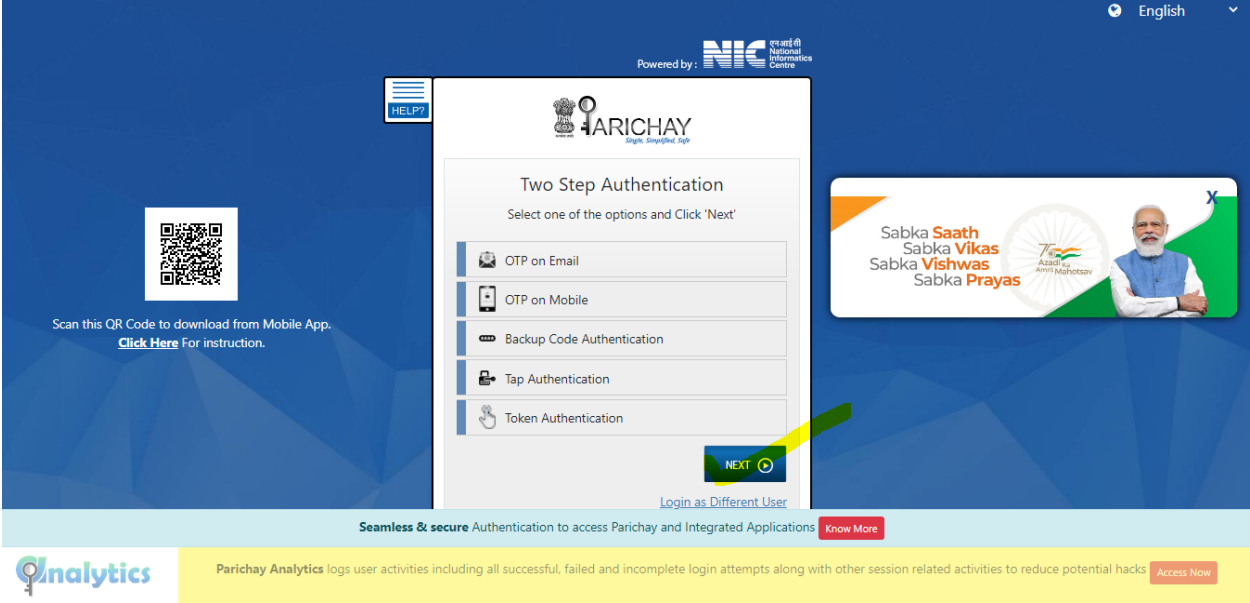 English
Powered by :
NIC
एनआईसी
National
Informatics
Centre
HELP?
PARICHAY
Single, Simplified, Safe
Two Step Authentication
Select one of the options and Click 'Next'
OTP on Email
OTP on Mobile
Backup Code Authentication
Tap Authentication
Token Authentication
NEXT
Login as Different User
Scan this QR Code to download from Mobile App.
Click Here For instruction.
X
Sabka Saath
Sabka Vikas
Sabka Vishwas
Sabka Prayas
75
Azadi Ka
Amrit Mahotsav
Seamless & secure Authentication to access Parichay and Integrated Applications Know More
Analytics
Parichay Analytics logs user activities including all successful, failed and incomplete login attempts along with other session related activities to reduce potential hacks Access Now